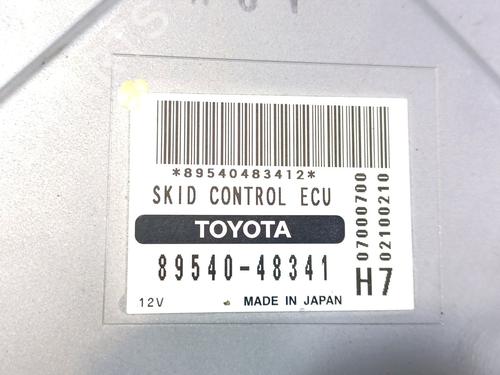 *89540483412*
SKID CONTROL ECU
TOYOTA
89540-48341
12V
MADE IN JAPAN
H7
07000700
02100210